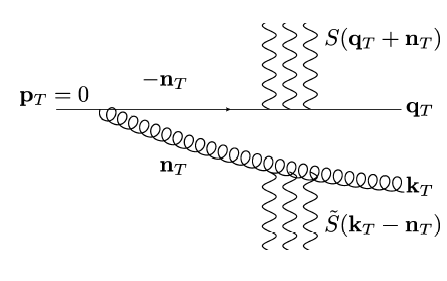 S(q_T + n_T)
−n_T
p_T = 0
q_T
n_T
k_T
S̃(k_T − n_T)